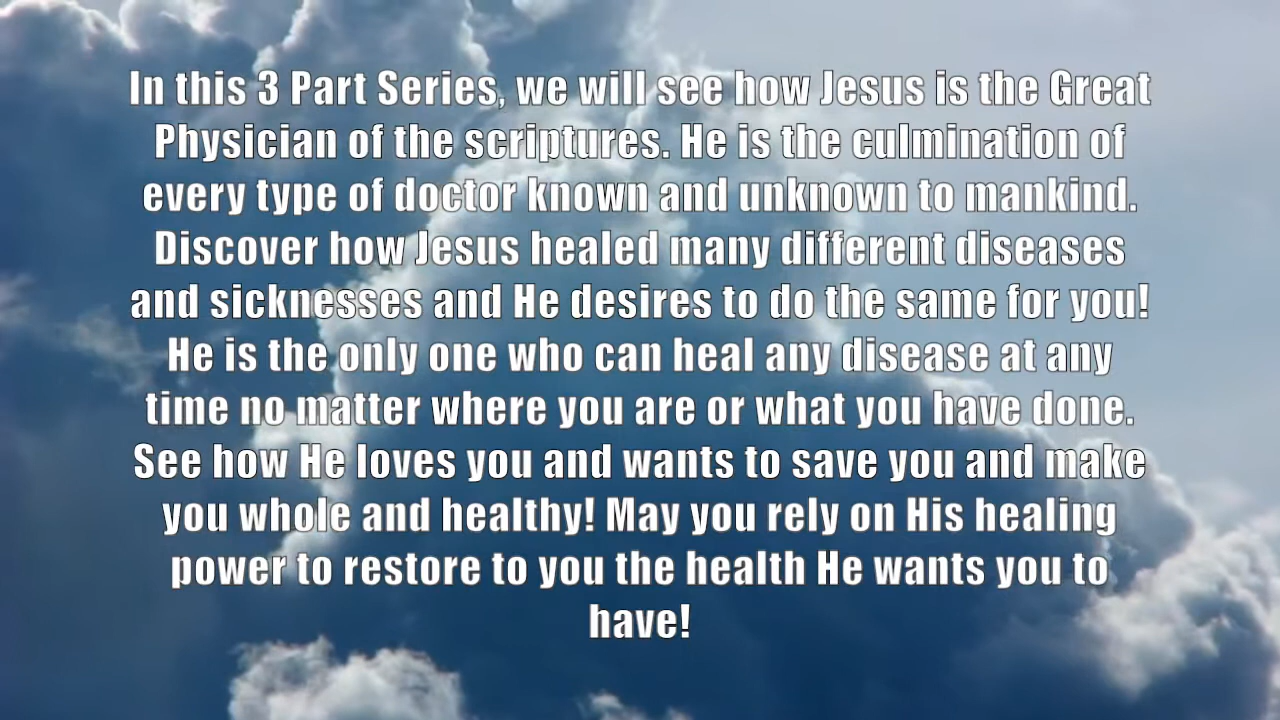 In this 3 Part Series, we will see how Jesus is the Great
Physician of the scriptures. He is the culmination of
every type of doctor known and unknown to mankind.
Discover how Jesus healed many different diseases
and sicknesses and He desires to do the same for you!
He is the only one who can heal any disease at any
time no matter where you are or what you have done.
See how He loves you and wants to save you and make
you whole and healthy! May you rely on His healing
power to restore to you the health He wants you to
have!